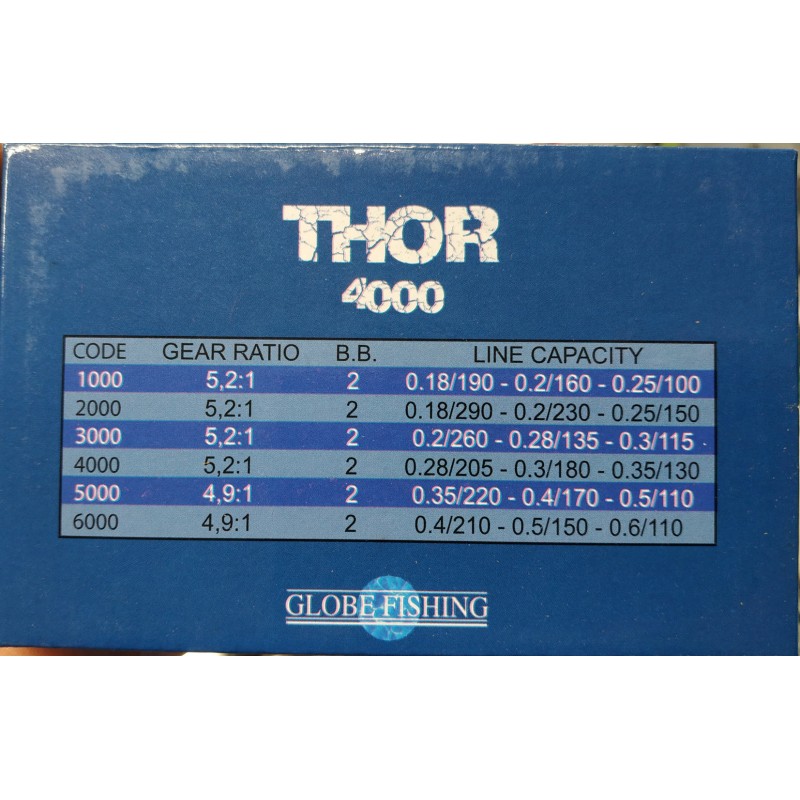 THOR
4000
CODE GEAR RATIO B.B. LINE CAPACITY
1000 5,2:1 2 0.18/190 - 0.2/160 - 0.25/100
2000 5,2:1 2 0.18/290 - 0.2/230 - 0.25/150
3000 5,2:1 2 0.2/260 - 0.28/135 - 0.3/115
4000 5,2:1 2 0.28/205 - 0.3/180 - 0.35/130
5000 4,9:1 2 0.35/220 - 0.4/170 - 0.5/110
6000 4,9:1 2 0.4/210 - 0.5/150 - 0.6/110
GLOBE FISHING